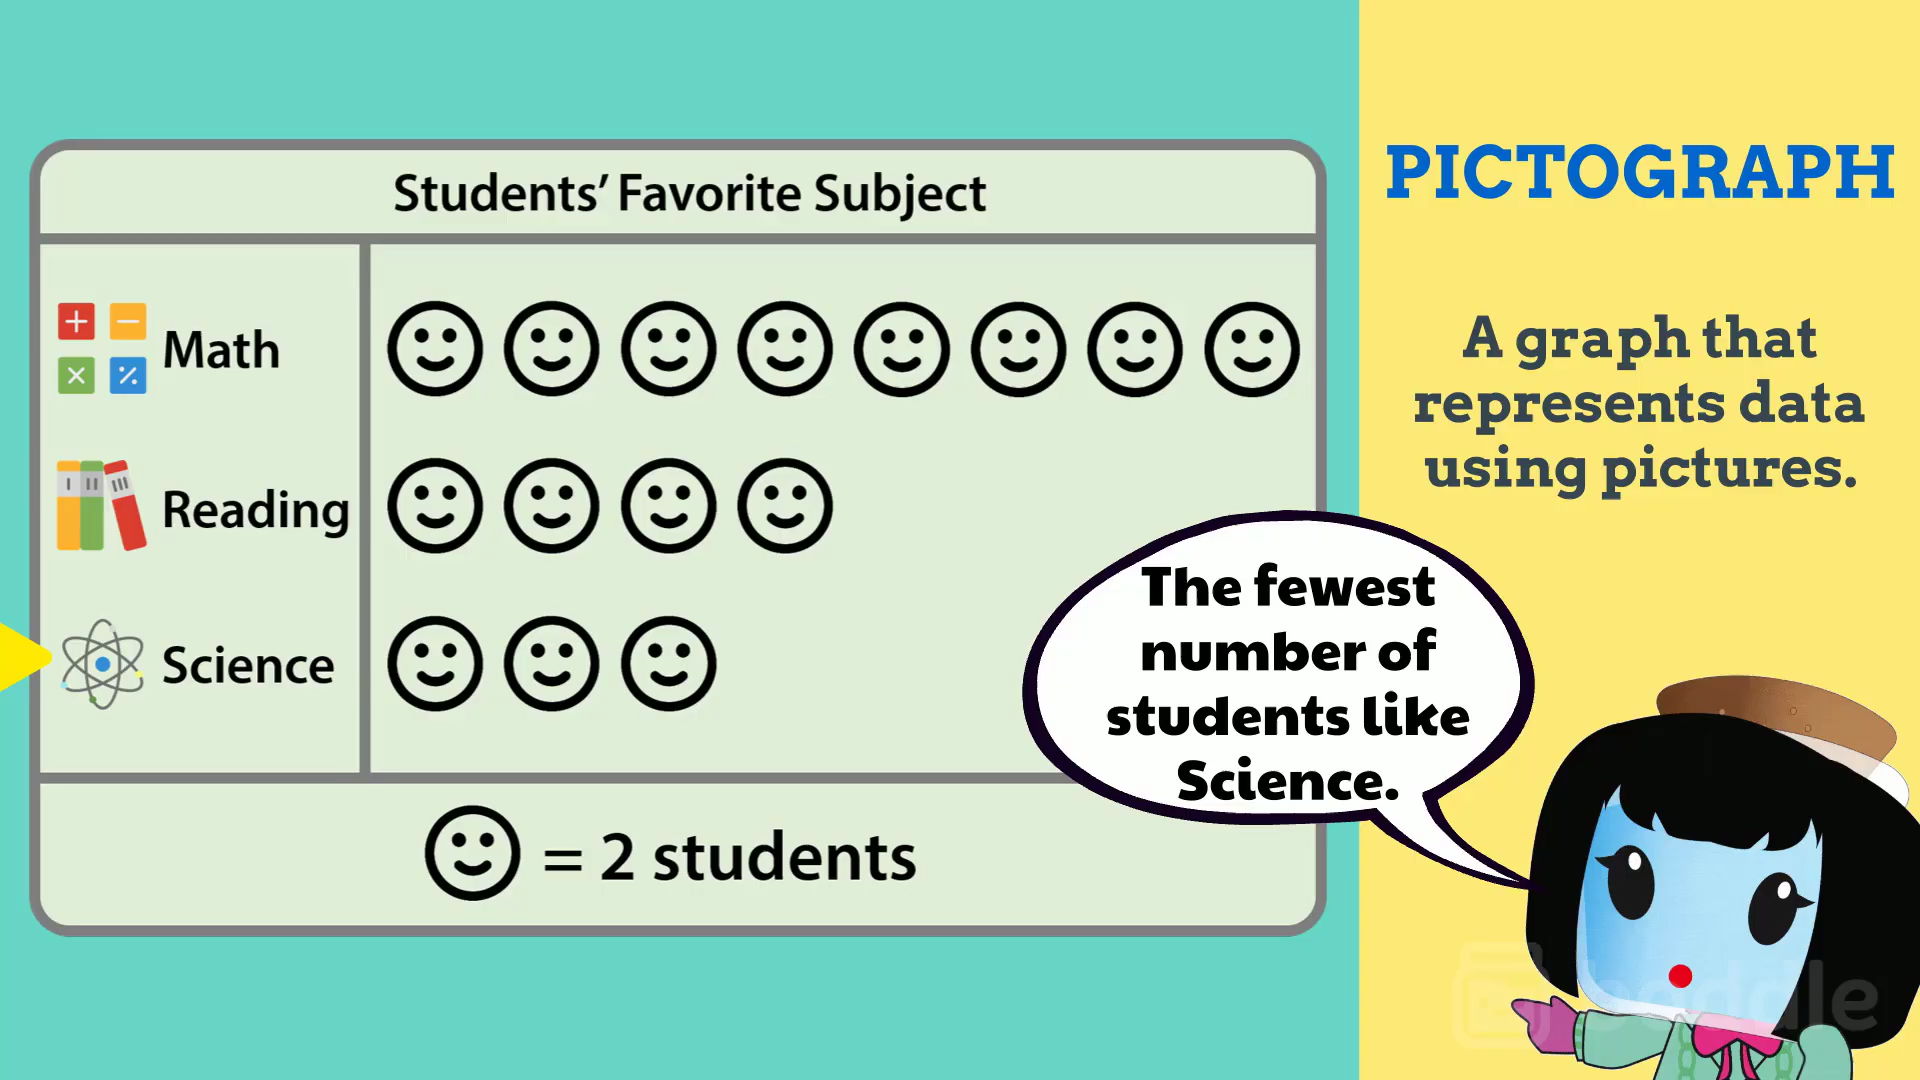 Students’ Favorite Subject
Math
Reading
Science
= 2 students
PICTOGRAPH
A graph that
represents data
using pictures.
The fewest
number of
students like
Science.
boddle